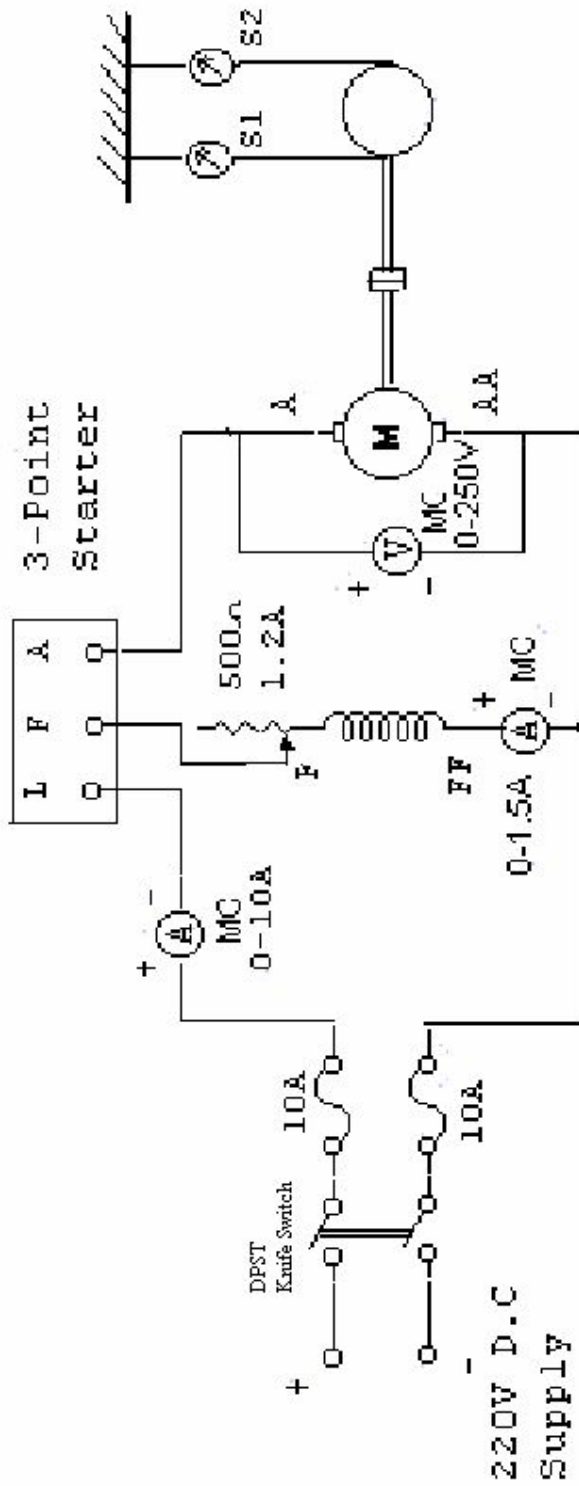 3-Point
Starter
L F A
+ -
A
MC
0-10A
DPST
Knife Switch
10A
10A
+
-
220V D.C
Supply
500Ω
1.2A
F
FF
+
A MC
-
0-1.5A
A
M
AA
+
V
-
MC
0-250V
S1
S2